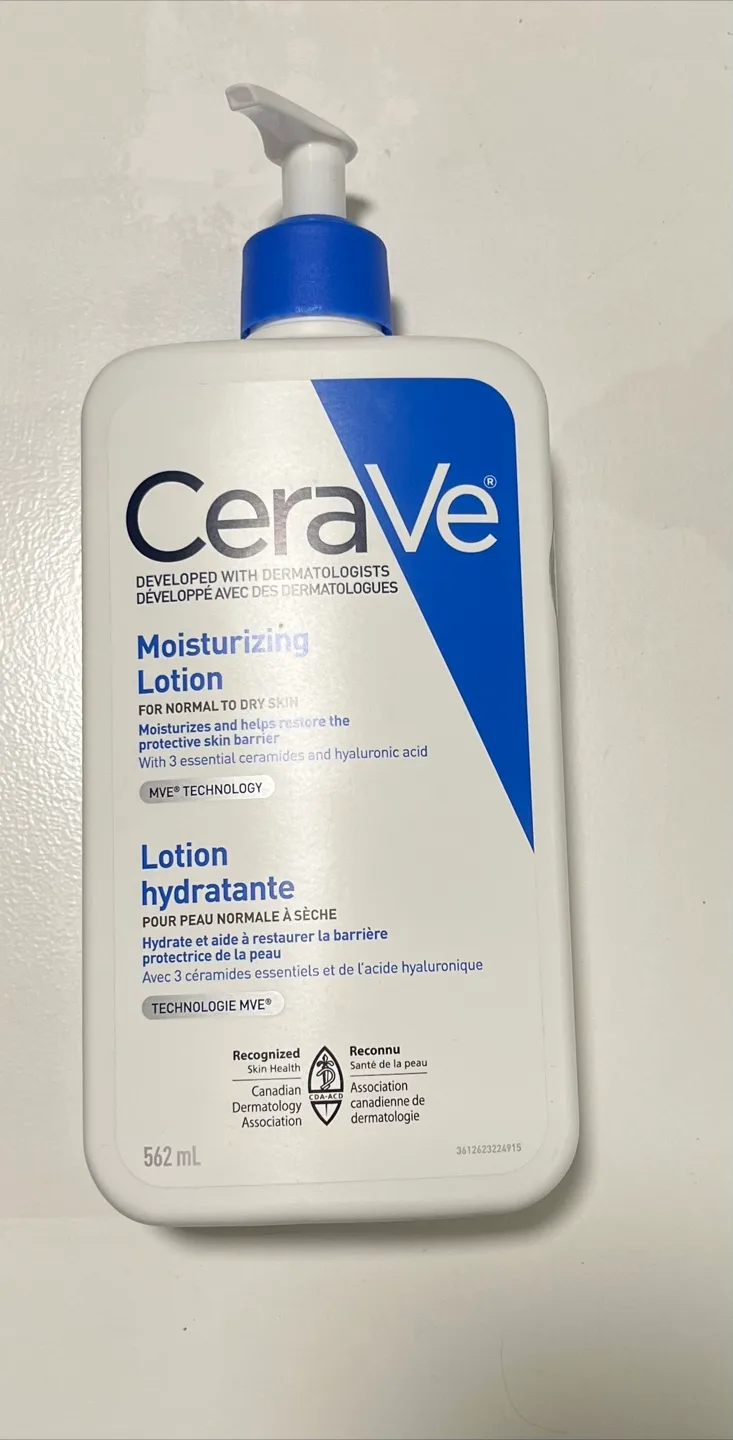 CeraVe®
DEVELOPED WITH DERMATOLOGISTS
DÉVELOPPÉ AVEC DES DERMATOLOGUES
Moisturizing
Lotion
FOR NORMAL TO DRY SKIN
Moisturizes and helps restore the
protective skin barrier
With 3 essential ceramides and hyaluronic acid
MVE® TECHNOLOGY
Lotion
hydratante
POUR PEAU NORMALE À SÈCHE
Hydrate et aide à restaurer la barrière
protectrice de la peau
Avec 3 céramides essentiels et de l'acide hyaluronique
TECHNOLOGIE MVE®
Recognized
Skin Health
Canadian
Dermatology
Association
CDA-ACD
Reconnu
Santé de la peau
Association
canadienne de
dermatologie
562 mL
3612623224915